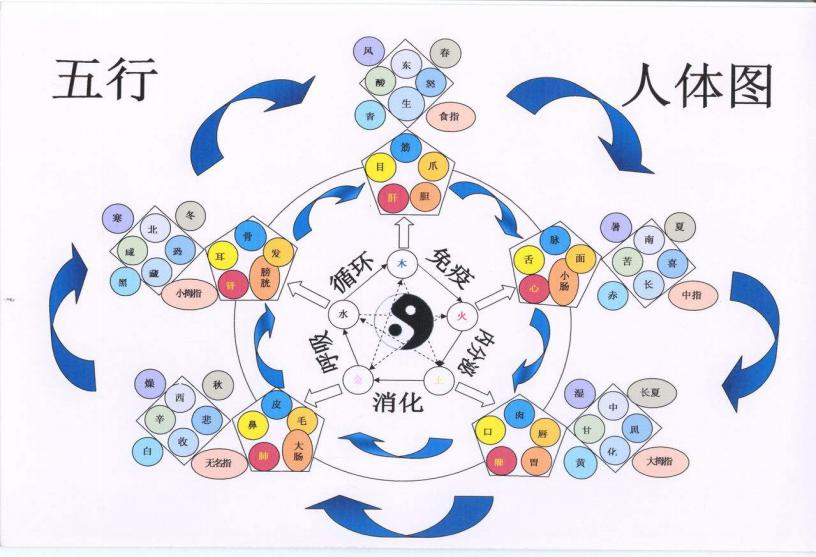 五行
人体图
风
春
东
酸
怒
生
青
食指
筋
目
爪
肝
胆
寒
冬
北
咸
恐
藏
黑
小拇指
骨
耳
发
肾
膀胱
脉
舌
面
心
小肠
暑
夏
南
苦
喜
长
赤
中指
循环
免疫
木
水
火
呼吸
内分泌
金
土
消化
燥
秋
西
辛
悲
收
白
无名指
皮
鼻
毛
肺
大肠
肉
口
唇
脾
胃
湿
长夏
中
甘
思
化
黄
大拇指